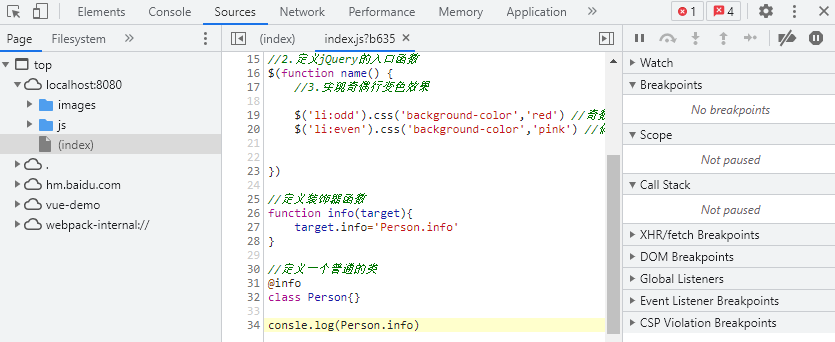 Elements Console Sources Network Performance Memory Application » 1 4
Page Filesystem »
(index) index.js?b635 ×
top
localhost:8080
images
js
(index)
.
hm.baidu.com
vue-demo
webpack-internal://
15 //2.定义jQuery的入口函数
16 $(function name() {
17 //3.实现奇偶行变色效果
18
19 $('li:odd').css('background-color','red') //奇数
20 $('li:even').css('background-color','pink') //
21
22
23 })
24
25 //定义装饰器函数
26 function info(target){
27 target.info='Person.info'
28 }
29
30 //定义一个普通的类
31 @info
32 class Person{}
33
34 consle.log(Person.info)
Watch
Breakpoints
No breakpoints
Scope
Not paused
Call Stack
Not paused
XHR/fetch Breakpoints
DOM Breakpoints
Global Listeners
Event Listener Breakpoints
CSP Violation Breakpoints